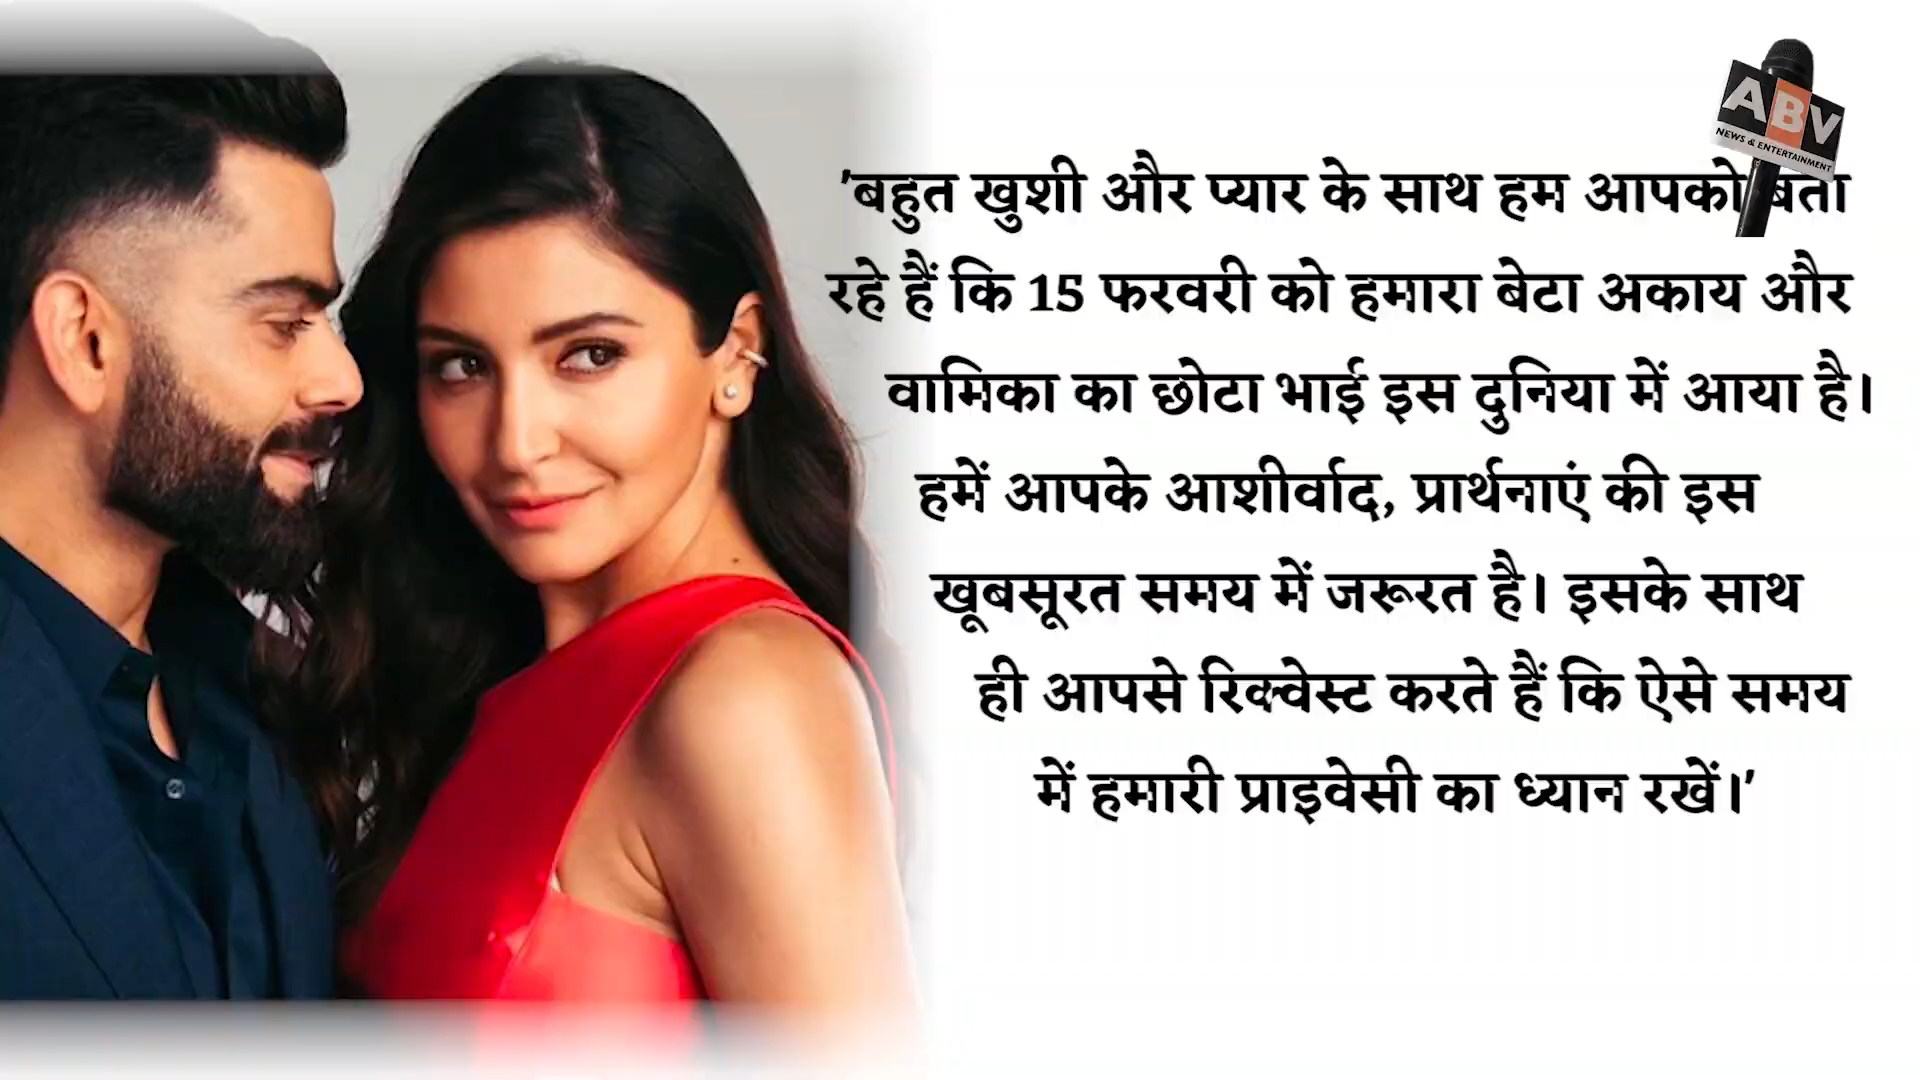 ABV
NEWS & ENTERTAINMENT
'बहुत खुशी और प्यार के साथ हम आपको बता
रहे हैं कि 15 फरवरी को हमारा बेटा अकाय और
वामिका का छोटा भाई इस दुनिया में आया है।
हमें आपके आशीर्वाद, प्रार्थनाएं की इस
खूबसूरत समय में जरूरत है। इसके साथ
ही आपसे रिक्वेस्ट करते हैं कि ऐसे समय
में हमारी प्राइवेसी का ध्यान रखें।'